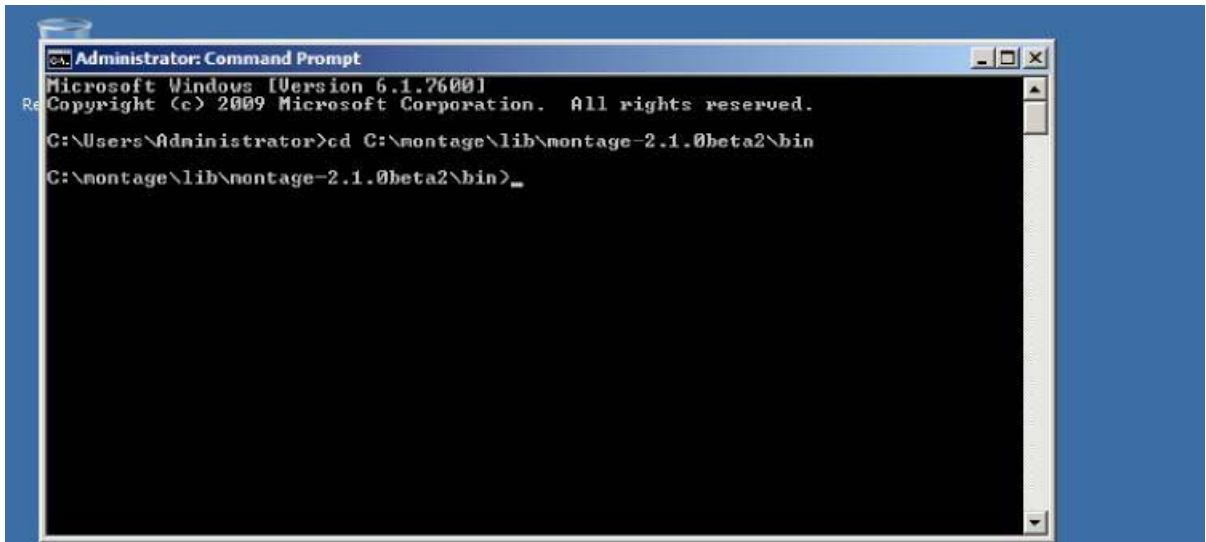 Administrator: Command Prompt
Microsoft Windows [Version 6.1.7600]
Copyright (c) 2009 Microsoft Corporation.  All rights reserved.
C:\Users\Administrator>cd C:\montage\lib\montage-2.1.0beta2\bin
C:\montage\lib\montage-2.1.0beta2\bin>_